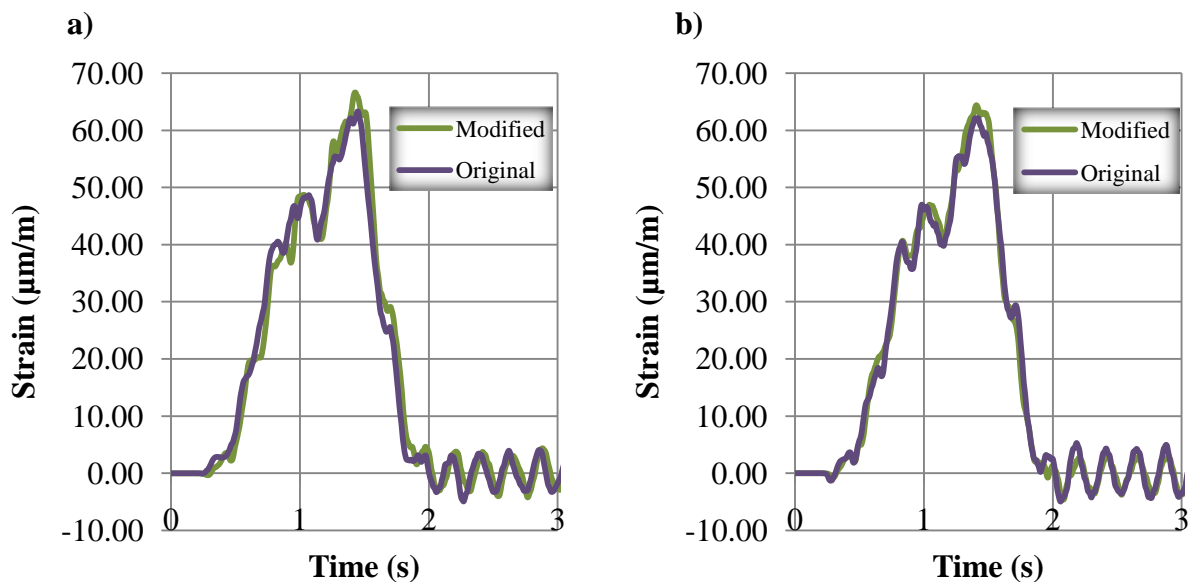 a)
70.00
60.00
50.00
40.00
30.00
20.00
10.00
0.00
-10.00
Strain (µm/m)
0 1 2 3
Time (s)
Modified
Original
b)
70.00
60.00
50.00
40.00
30.00
20.00
10.00
0.00
-10.00
Strain (µm/m)
0 1 2 3
Time (s)
Modified
Original